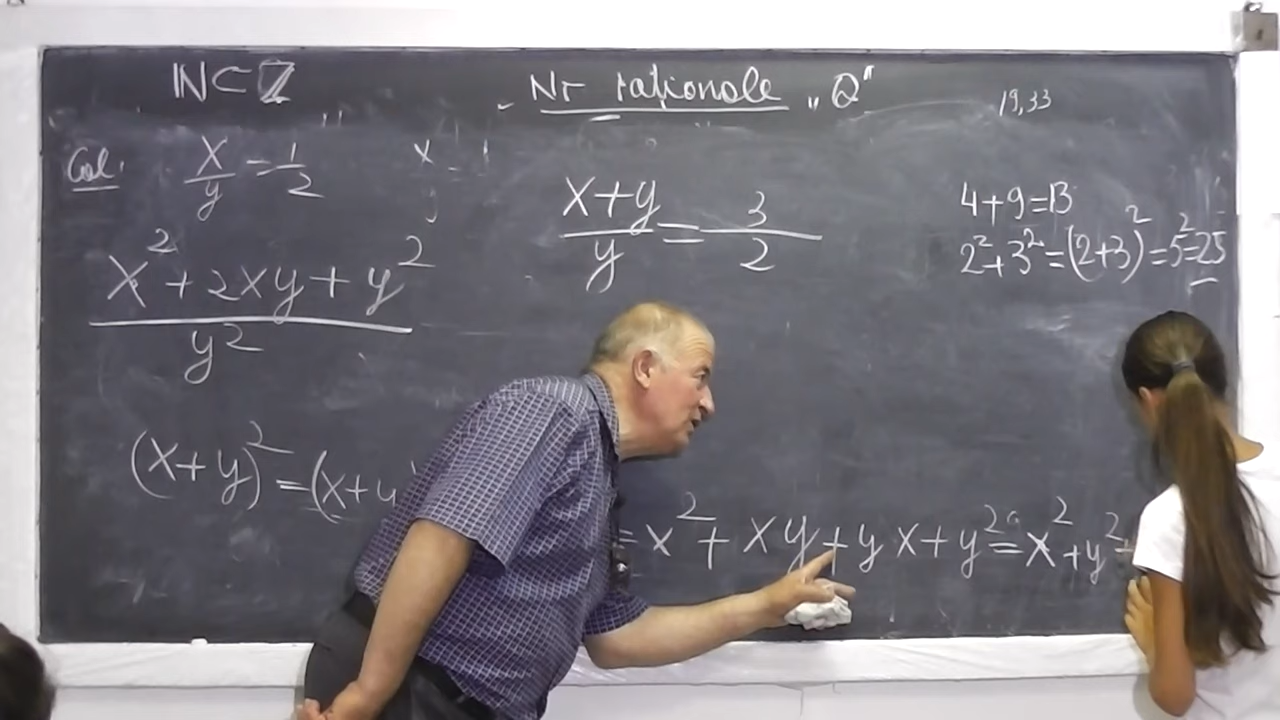 ℕ⊂ℤ
Nr rationale „Q"
19,33
Cal:
x/y = 1/2
x
(x+y)/y = 3/2
4+9=13
2²+3²=(2+3)²=5²=25
(x²+2xy+y²)/y²
(x+y)²=(x+y
=x²+xy+yx+y²=x²+y²+